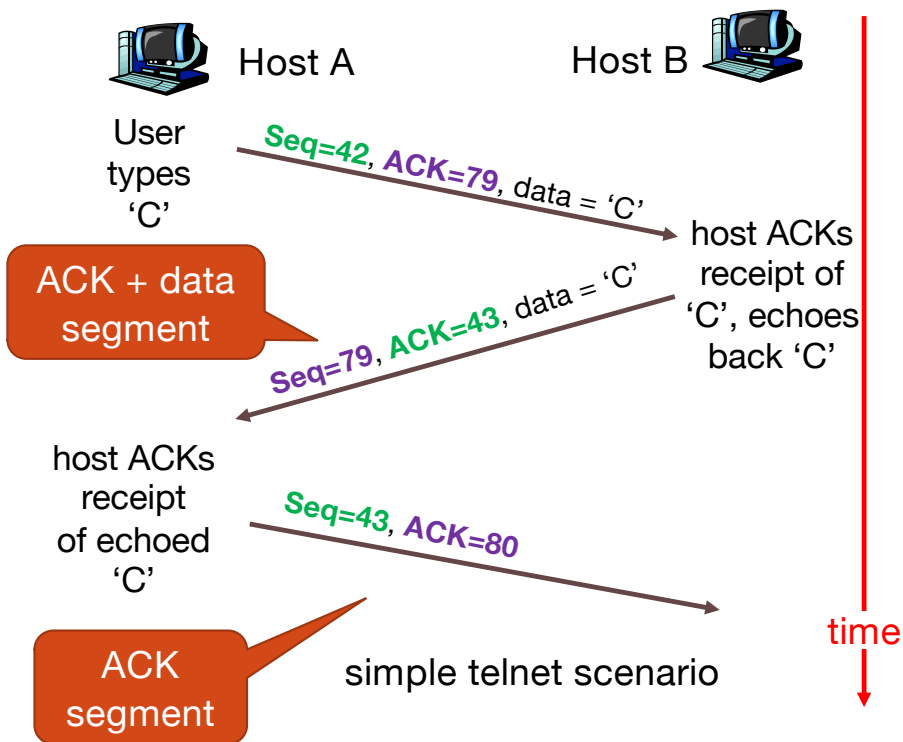 Host A
Host B
User
types
‘C’
Seq=42, ACK=79, data = ‘C’
host ACKs
receipt of
‘C’, echoes
back ‘C’
ACK + data
segment
Seq=79, ACK=43, data = ‘C’
host ACKs
receipt
of echoed
‘C’
Seq=43, ACK=80
time
ACK
segment
simple telnet scenario